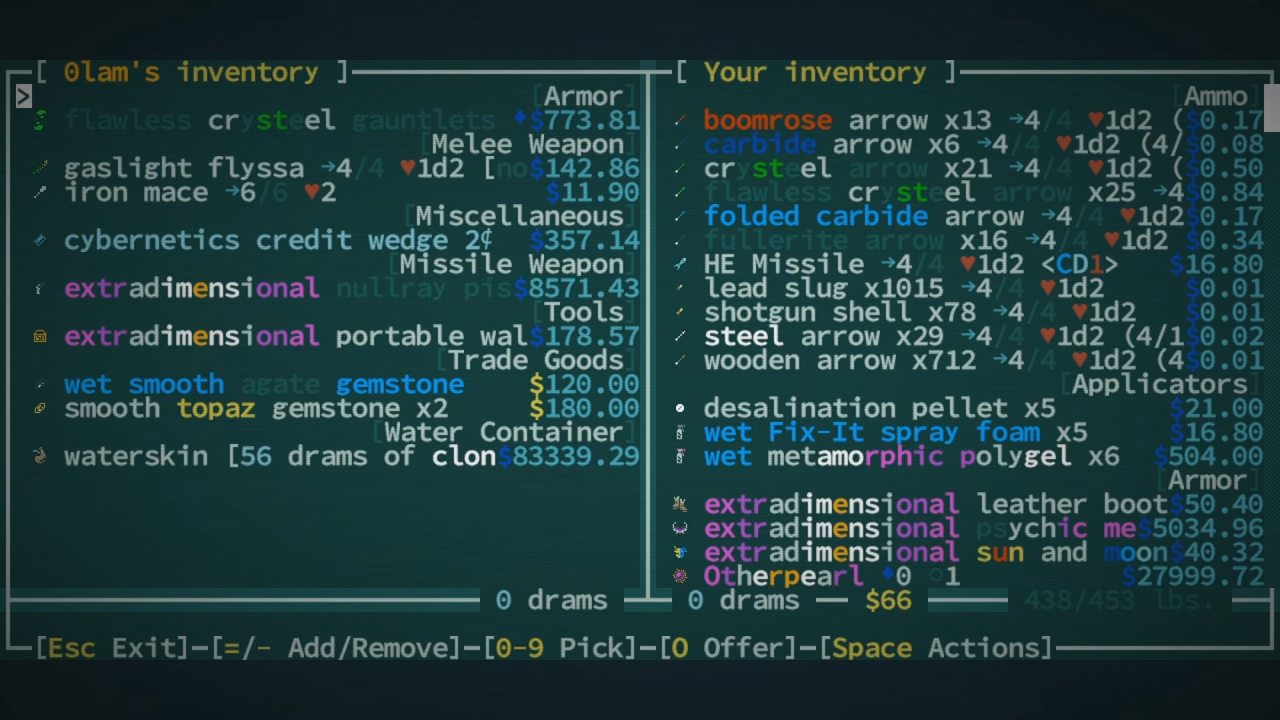 [ 0lam's inventory ]
[Armor]
flawless crysteel gauntlets ♦$773.81
[Melee Weapon]
gaslight flyssa →4/4 ♥1d2 [no$142.86
iron mace →6/6 ♥2 $11.90
[Miscellaneous]
cybernetics credit wedge 2¢ $357.14
[Missile Weapon]
extradimensional nullray pis$8571.43
[Tools]
extradimensional portable wal$178.57
[Trade Goods]
wet smooth agate gemstone $120.00
smooth topaz gemstone x2 $180.00
[Water Container]
waterskin [56 drams of clon$83339.29
0 drams
[ Your inventory ]
[Ammo]
boomrose arrow x13 →4/4 ♥1d2 ($0.17
carbide arrow x6 →4/4 ♥1d2 (4/$0.08
crysteel arrow x21 →4/4 ♥1d2 ($0.50
flawless crysteel arrow x25 →4$0.84
folded carbide arrow →4/4 ♥1d2$0.17
fullerite arrow x16 →4/4 ♥1d2 $0.34
HE Missile →4/4 ♥1d2 <CD1> $16.80
lead slug x1015 →4/4 ♥1d2 $0.01
shotgun shell x78 →4/4 ♥1d2 $0.01
steel arrow x29 →4/4 ♥1d2 (4/1$0.02
wooden arrow x712 →4/4 ♥1d2 (4$0.01
[Applicators]
desalination pellet x5 $21.00
wet Fix-It spray foam x5 $16.80
wet metamorphic polygel x6 $504.00
[Armor]
extradimensional leather boot$50.40
extradimensional psychic me$5034.96
extradimensional sun and moon$40.32
Otherpearl ♦0 ○1 $27999.72
0 drams — $66 438/453 lbs.
[Esc Exit]—[=/- Add/Remove]—[0-9 Pick]—[O Offer]—[Space Actions]